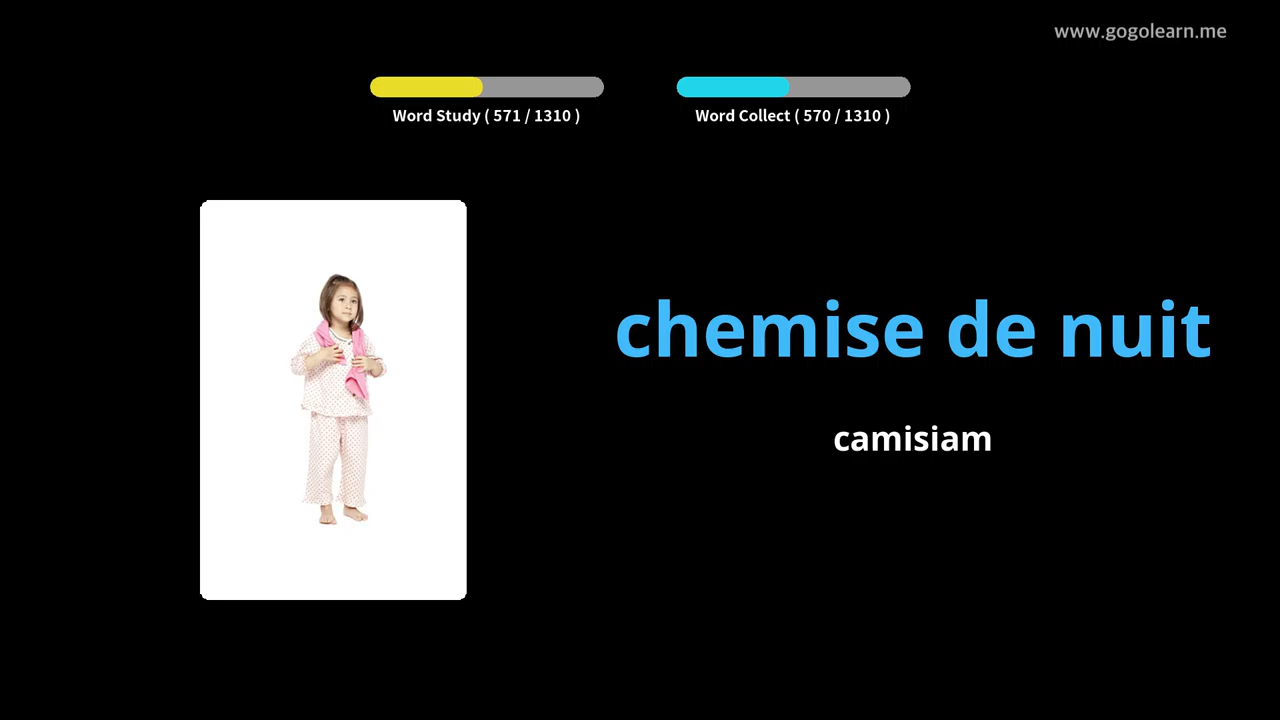 www.gogolearn.me
Word Study ( 571 / 1310 )
Word Collect ( 570 / 1310 )
chemise de nuit
camisiam